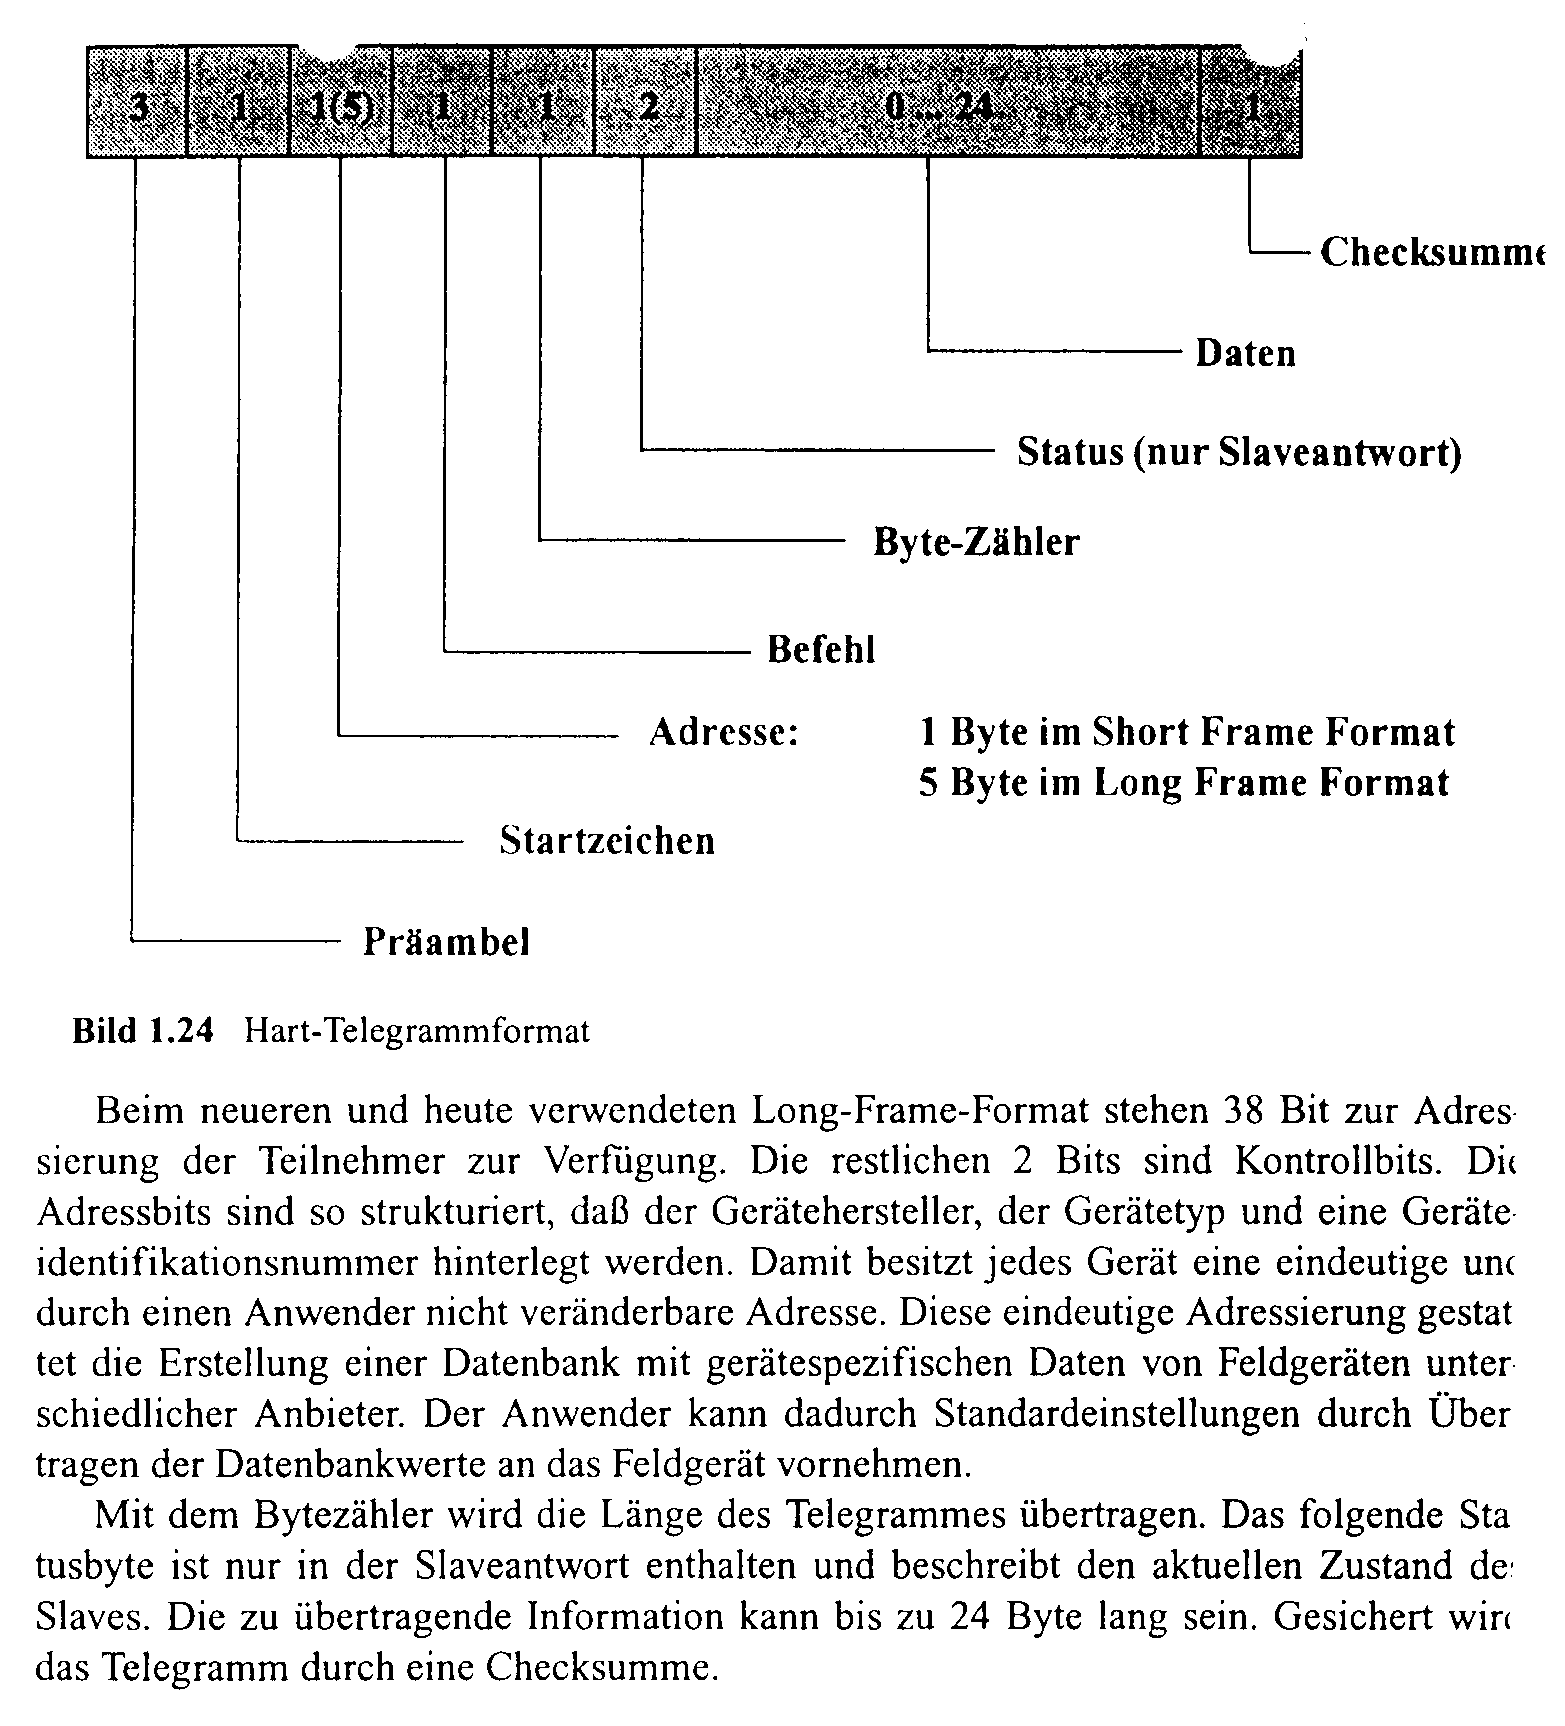 3 1 1(5) 1 1 2 0 ... 24 1
Checksumme
Daten
Status (nur Slaveantwort)
Byte-Zähler
Befehl
Adresse: 1 Byte im Short Frame Format
5 Byte im Long Frame Format
Startzeichen
Präambel
Bild 1.24 Hart-Telegrammformat
Beim neueren und heute verwendeten Long-Frame-Format stehen 38 Bit zur Adres-
sierung der Teilnehmer zur Verfügung. Die restlichen 2 Bits sind Kontrollbits. Die
Adressbits sind so strukturiert, daß der Gerätehersteller, der Gerätetyp und eine Geräte-
identifikationsnummer hinterlegt werden. Damit besitzt jedes Gerät eine eindeutige und
durch einen Anwender nicht veränderbare Adresse. Diese eindeutige Adressierung gestat
tet die Erstellung einer Datenbank mit gerätespezifischen Daten von Feldgeräten unter-
schiedlicher Anbieter. Der Anwender kann dadurch Standardeinstellungen durch Über
tragen der Datenbankwerte an das Feldgerät vornehmen.
Mit dem Bytezähler wird die Länge des Telegrammes übertragen. Das folgende Sta
tusbyte ist nur in der Slaveantwort enthalten und beschreibt den aktuellen Zustand des
Slaves. Die zu übertragende Information kann bis zu 24 Byte lang sein. Gesichert wird
das Telegramm durch eine Checksumme.